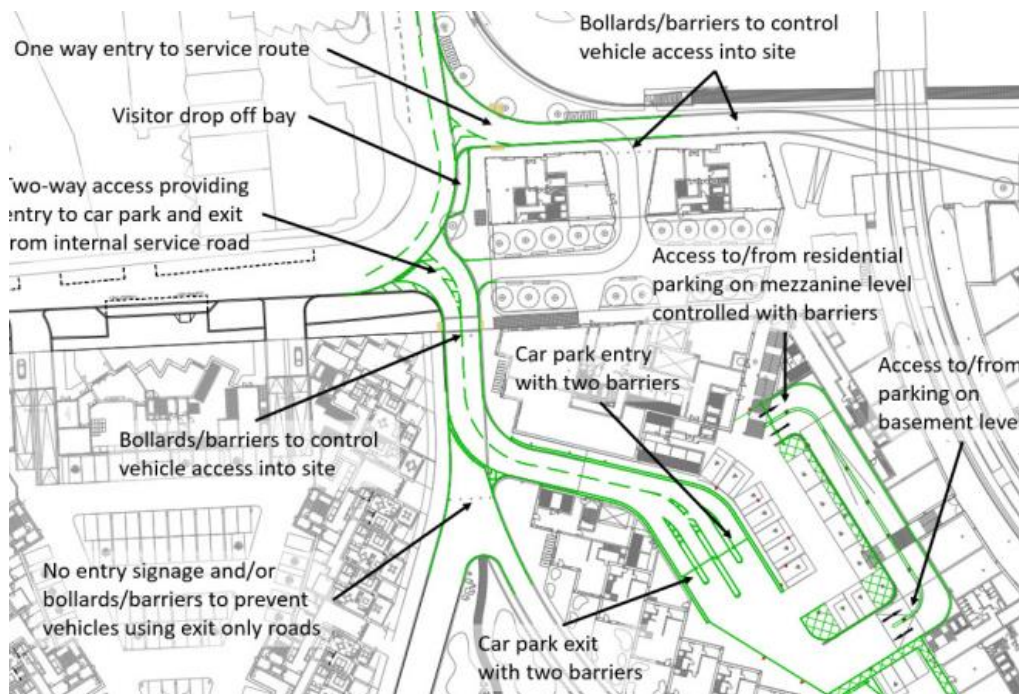 One way entry to service route
Bollards/barriers to control
vehicle access into site
Visitor drop off bay
Two-way access providing
entry to car park and exit
from internal service road
Access to/from residential
parking on mezzanine level
controlled with barriers
Car park entry
with two barriers
Access to/from
parking on
basement level
Bollards/barriers to control
vehicle access into site
No entry signage and/or
bollards/barriers to prevent
vehicles using exit only roads
Car park exit
with two barriers